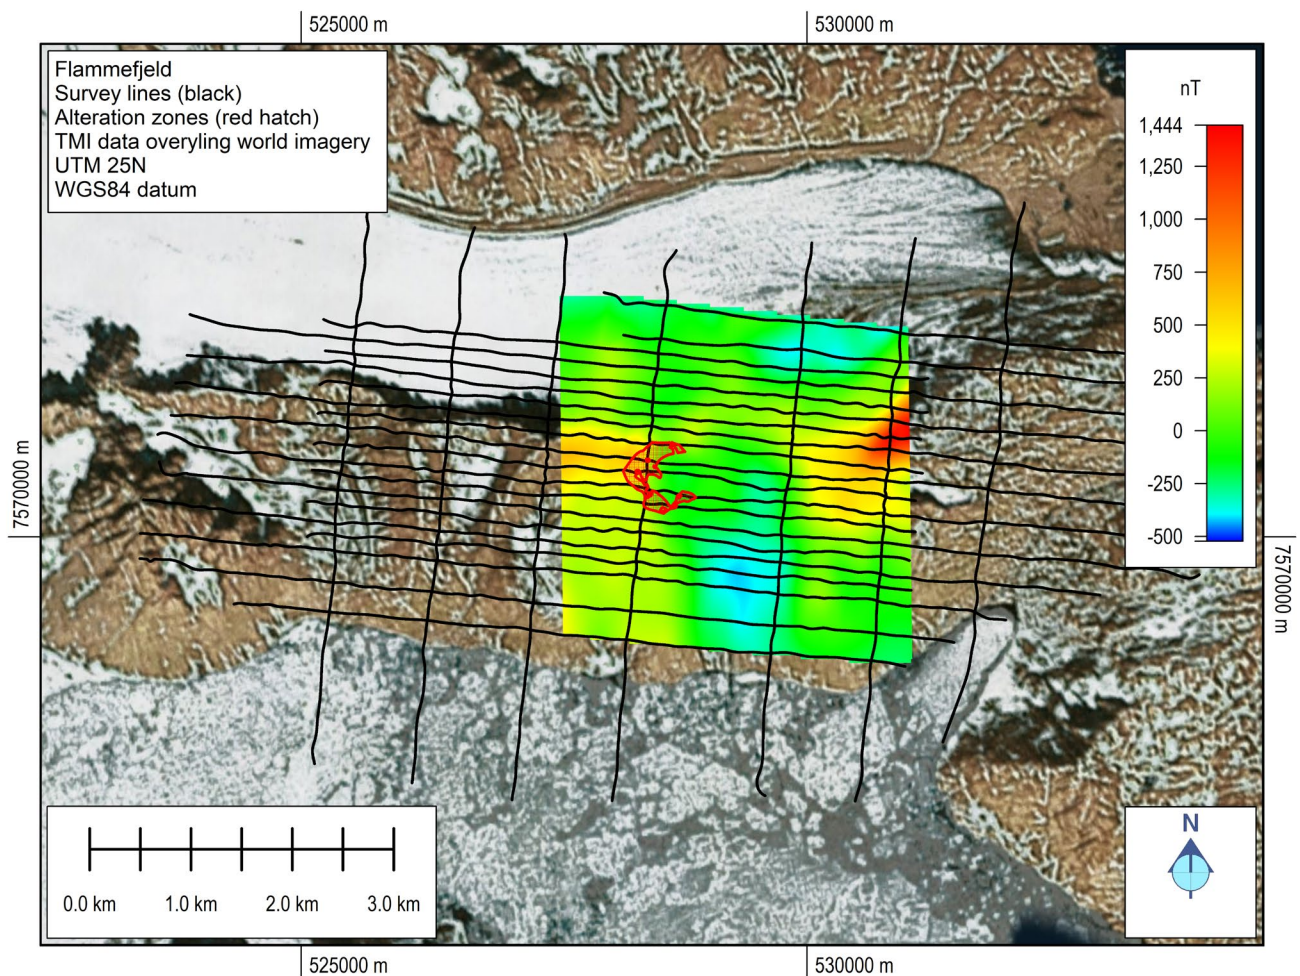 525000 m
530000 m
Flammefjeld
Survey lines (black)
Alteration zones (red hatch)
TMI data overyling world imagery
UTM 25N
WGS84 datum
nT
1,444
1,250
1,000
750
500
250
0
-250
-500
7570000 m
7570000 m
0.0 km
1.0 km
2.0 km
3.0 km
N
525000 m
530000 m